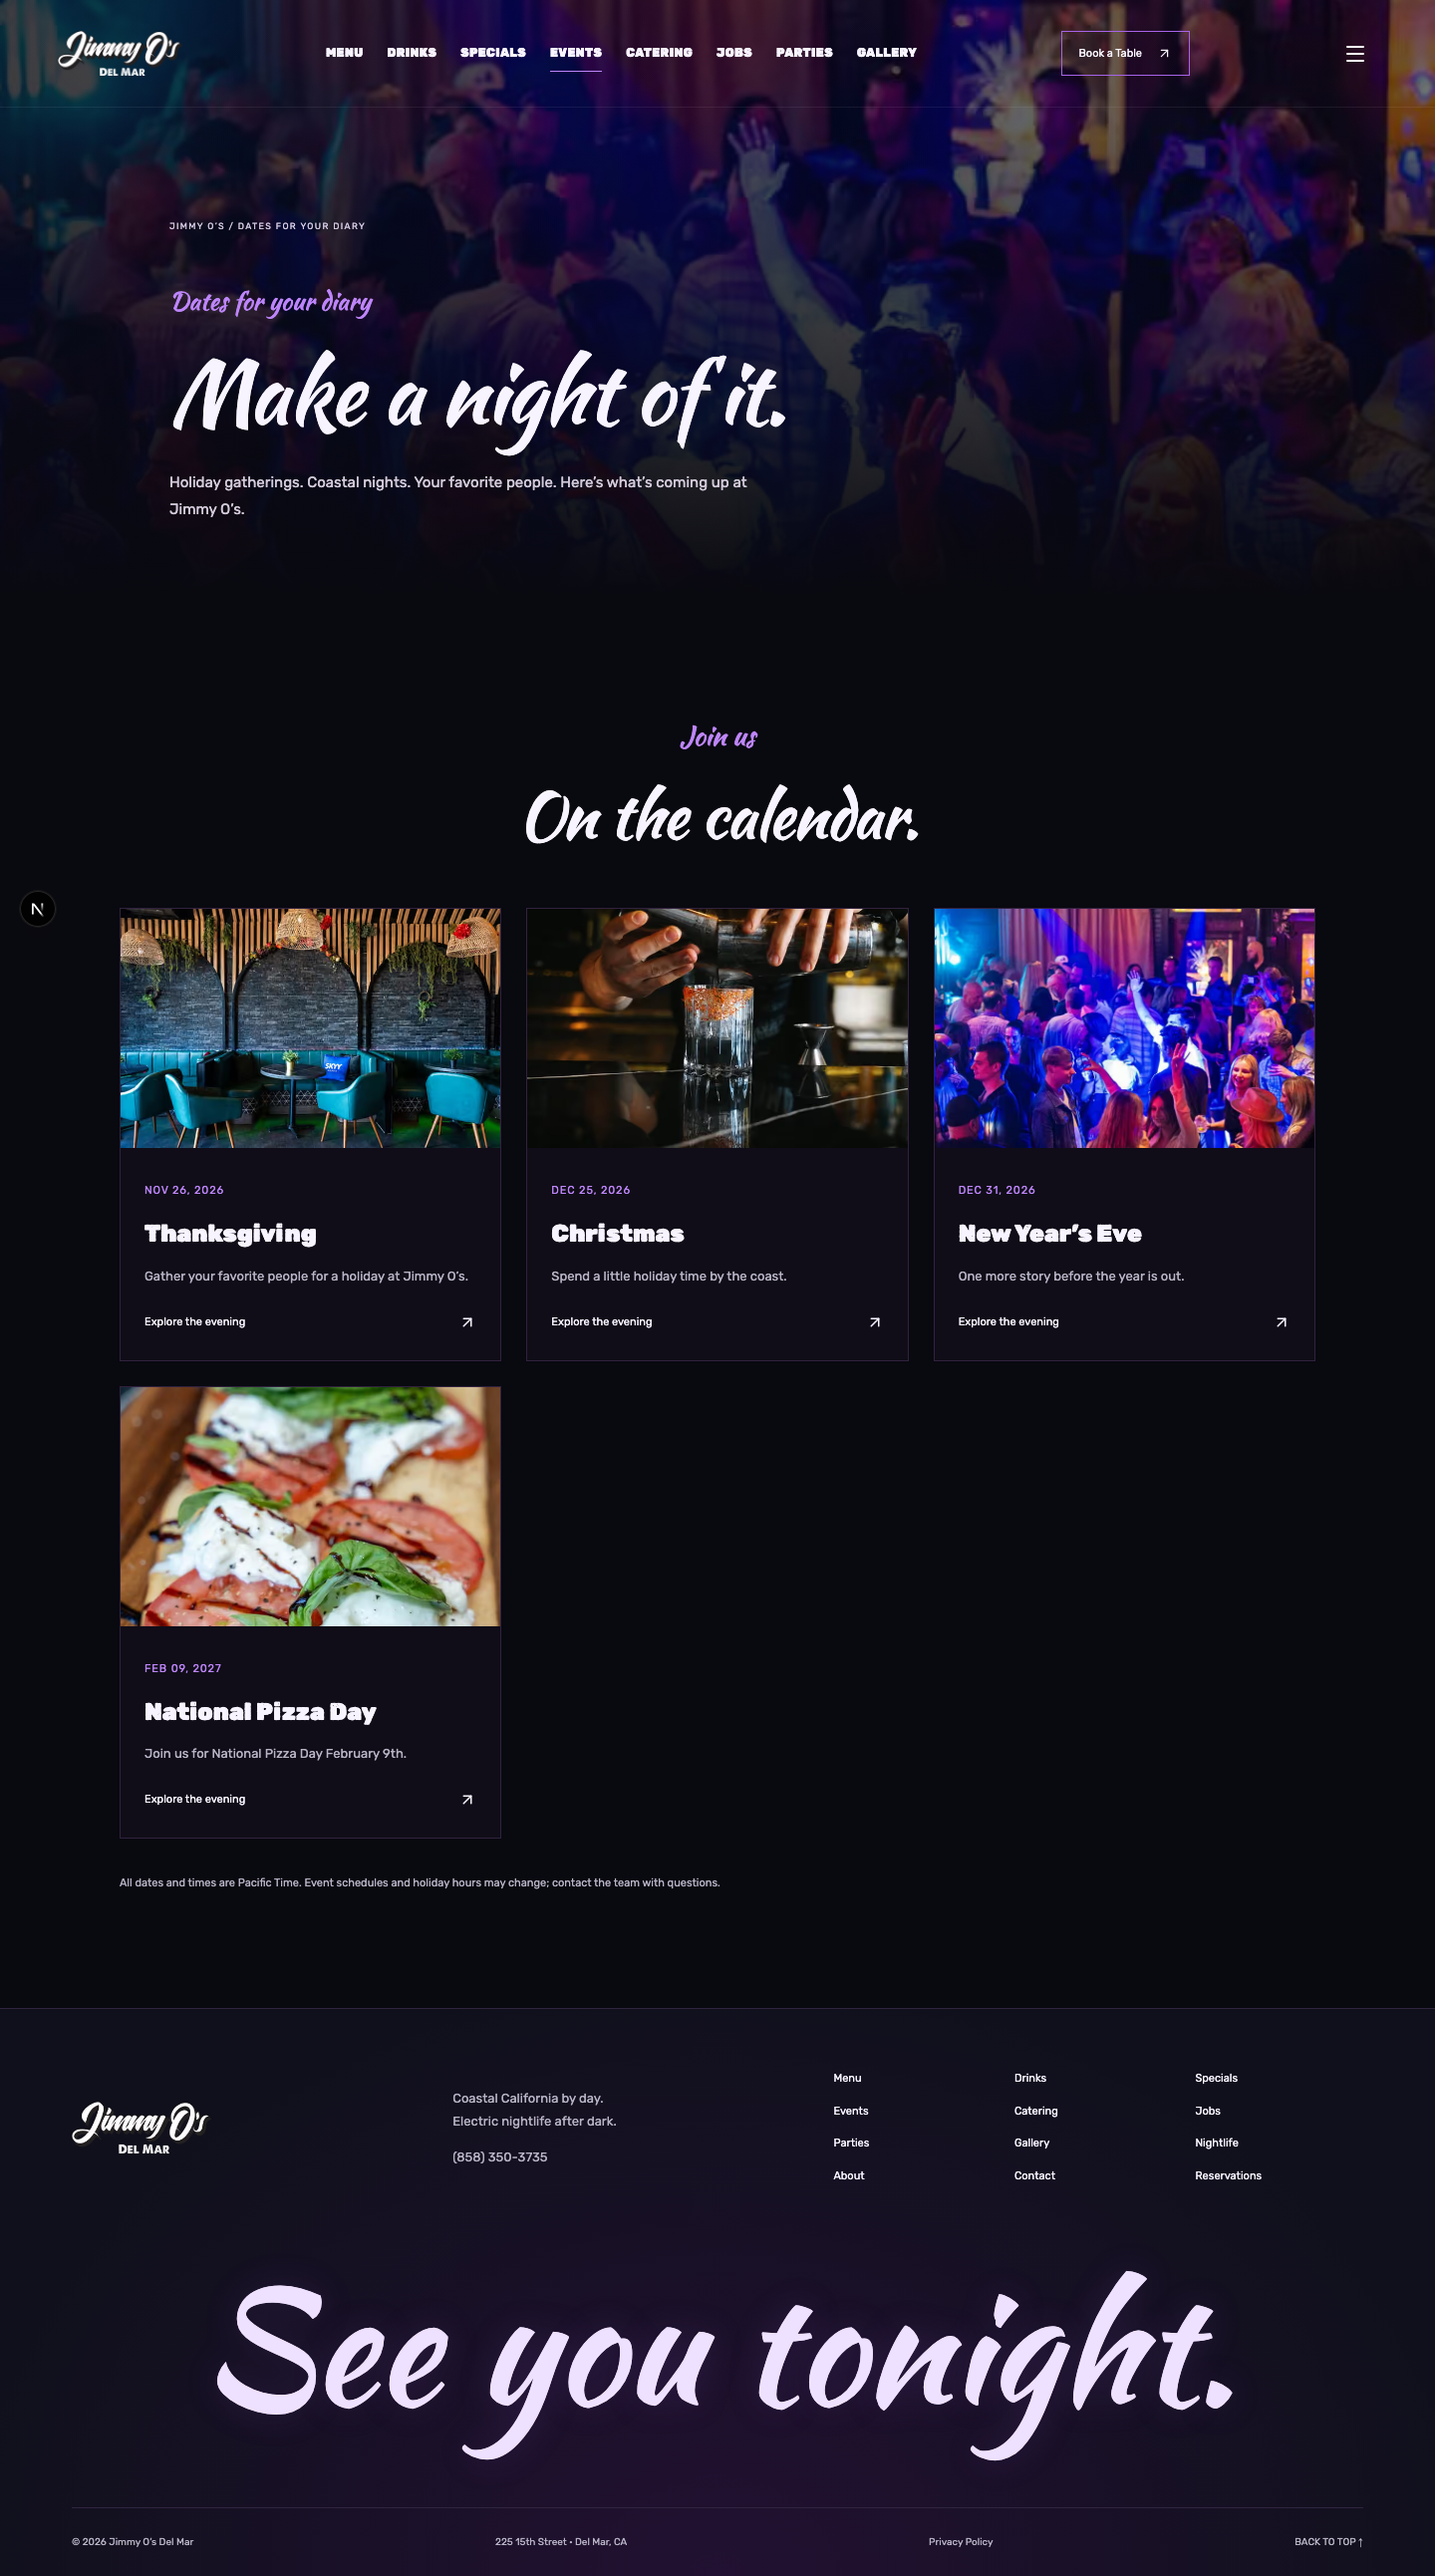 Jimmy O's
DEL MAR
MENU DRINKS SPECIALS EVENTS CATERING JOBS PARTIES GALLERY
Book a Table
JIMMY O'S / DATES FOR YOUR DIARY
Dates for your diary
Make a night of it.
Holiday gatherings. Coastal nights. Your favorite people. Here’s what’s coming up at
Jimmy O’s.
Join us
On the calendar.
N
SKYY
NOV 26, 2026
Thanksgiving
Gather your favorite people for a holiday at Jimmy O’s.
Explore the evening
DEC 25, 2026
Christmas
Spend a little holiday time by the coast.
Explore the evening
DEC 31, 2026
New Year’s Eve
One more story before the year is out.
Explore the evening
FEB 09, 2027
National Pizza Day
Join us for National Pizza Day February 9th.
Explore the evening
All dates and times are Pacific Time. Event schedules and holiday hours may change; contact the team with questions.
Jimmy O's
DEL MAR
Coastal California by day.
Electric nightlife after dark.
(858) 350-3735
Menu Drinks Specials
Events Catering Jobs
Parties Gallery Nightlife
About Contact Reservations
See you tonight.
© 2026 Jimmy O’s Del Mar
225 15th Street • Del Mar, CA
Privacy Policy
BACK TO TOP ↑